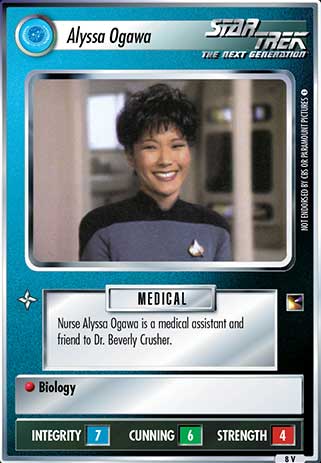 Alyssa Ogawa
STAR TREK
THE NEXT GENERATION
NOT ENDORSED BY CBS OR PARAMOUNT PICTURES
MEDICAL
Nurse Alyssa Ogawa is a medical assistant and
friend to Dr. Beverly Crusher.
Biology
INTEGRITY 7 CUNNING 6 STRENGTH 4
8 V